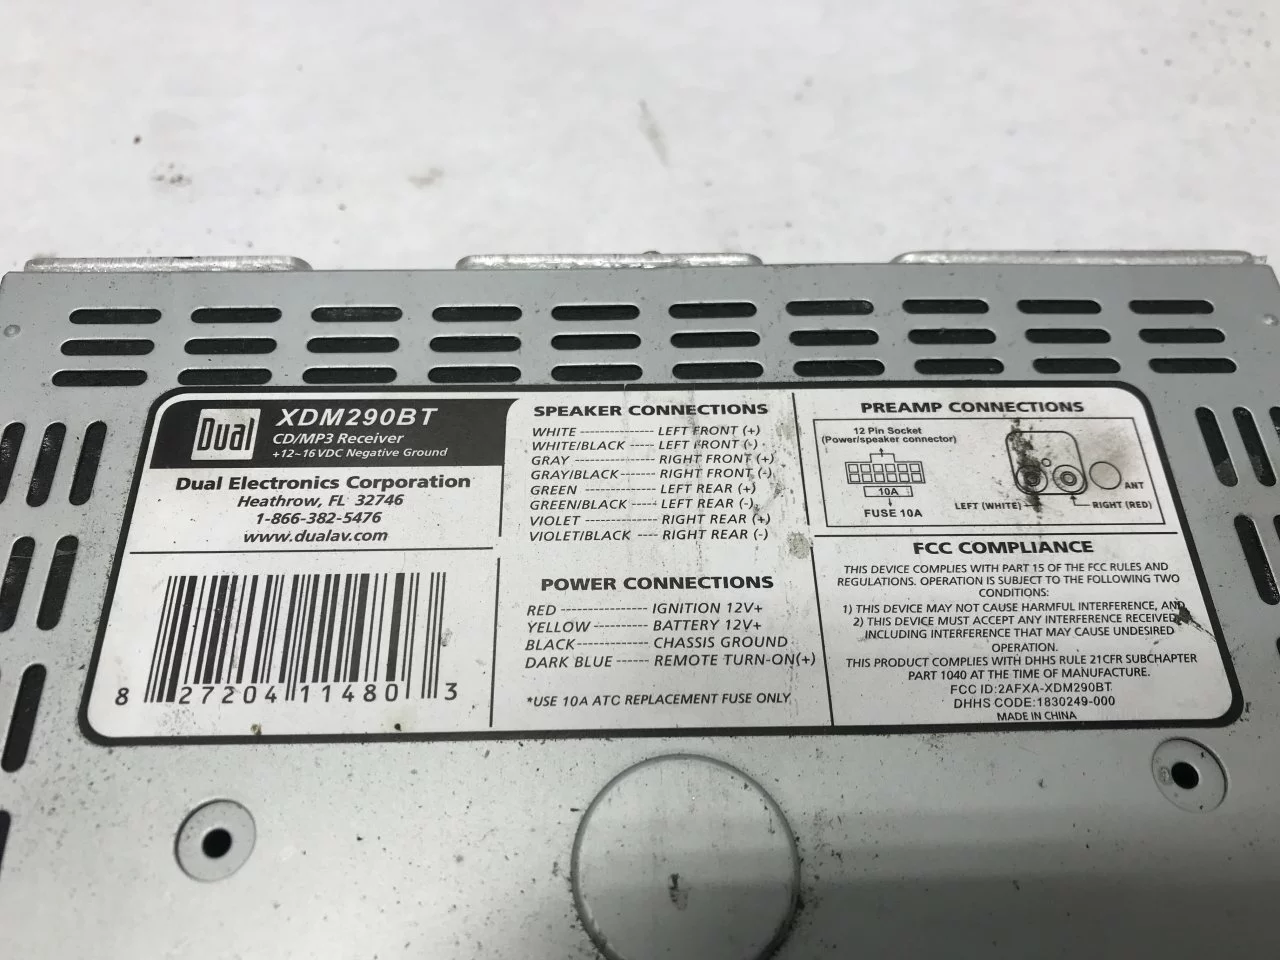 Dual
XDM290BT
CD/MP3 Receiver
+12~16VDC Negative Ground
Dual Electronics Corporation
Heathrow, FL 32746
1-866-382-5476
www.dualav.com
8 27204 11480 3
SPEAKER CONNECTIONS
WHITE --------------- LEFT FRONT (+)
WHITE/BLACK ----- LEFT FRONT (-)
GRAY --------------- RIGHT FRONT (+)
GRAY/BLACK------- RIGHT FRONT (-)
GREEN -------------- LEFT REAR (+)
GREEN/BLACK----- LEFT REAR (-)
VIOLET -------------- RIGHT REAR (+)
VIOLET/BLACK ---- RIGHT REAR (-)
POWER CONNECTIONS
RED ----------------- IGNITION 12V+
YELLOW ----------- BATTERY 12V+
BLACK-------------- CHASSIS GROUND
DARK BLUE ------ REMOTE TURN-ON(+)
*USE 10A ATC REPLACEMENT FUSE ONLY
PREAMP CONNECTIONS
12 Pin Socket
(Power/speaker connector)
10A
FUSE 10A
LEFT (WHITE)
RIGHT (RED)
ANT
FCC COMPLIANCE
THIS DEVICE COMPLIES WITH PART 15 OF THE FCC RULES AND
REGULATIONS. OPERATION IS SUBJECT TO THE FOLLOWING TWO
CONDITIONS:
1) THIS DEVICE MAY NOT CAUSE HARMFUL INTERFERENCE, AND
2) THIS DEVICE MUST ACCEPT ANY INTERFERENCE RECEIVED,
INCLUDING INTERFERENCE THAT MAY CAUSE UNDESIRED
OPERATION.
THIS PRODUCT COMPLIES WITH DHHS RULE 21CFR SUBCHAPTER
PART 1040 AT THE TIME OF MANUFACTURE.
FCC ID:2AFXA-XDM290BT
DHHS CODE:1830249-000
MADE IN CHINA